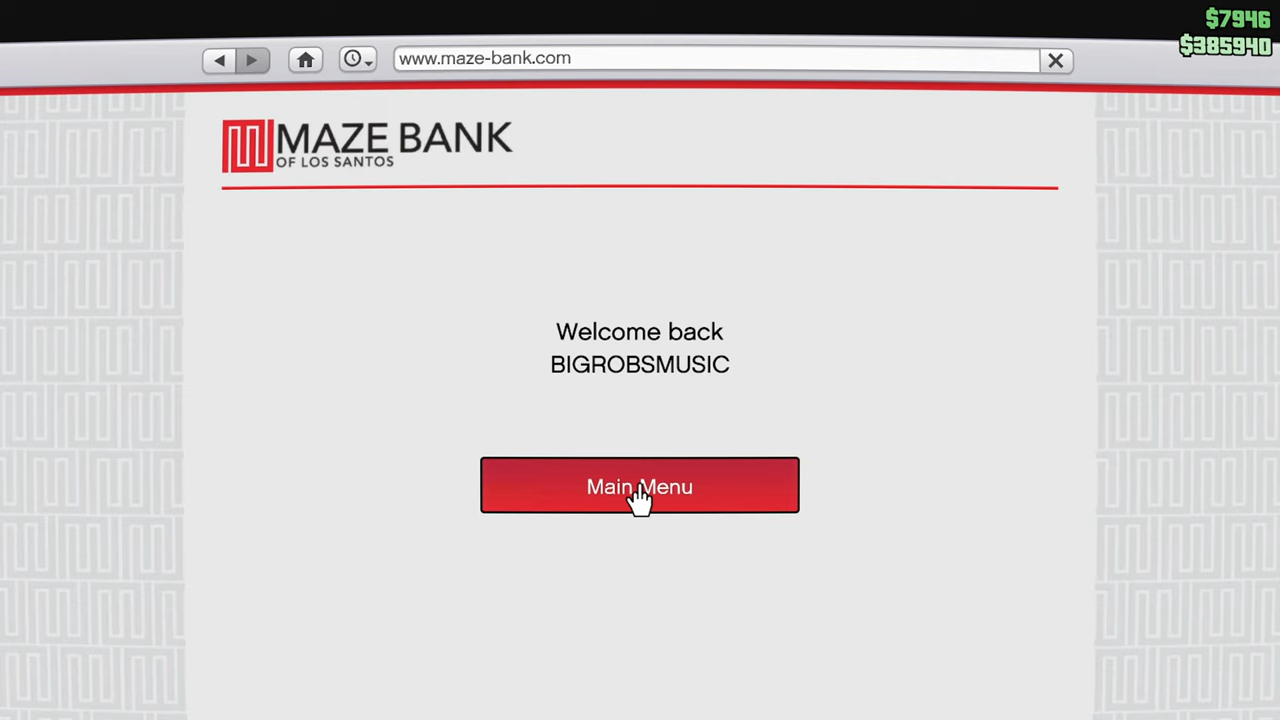 $7946
$385940
www.maze-bank.com
MAZE BANK
OF LOS SANTOS
Welcome back
BIGROBSMUSIC
Main Menu